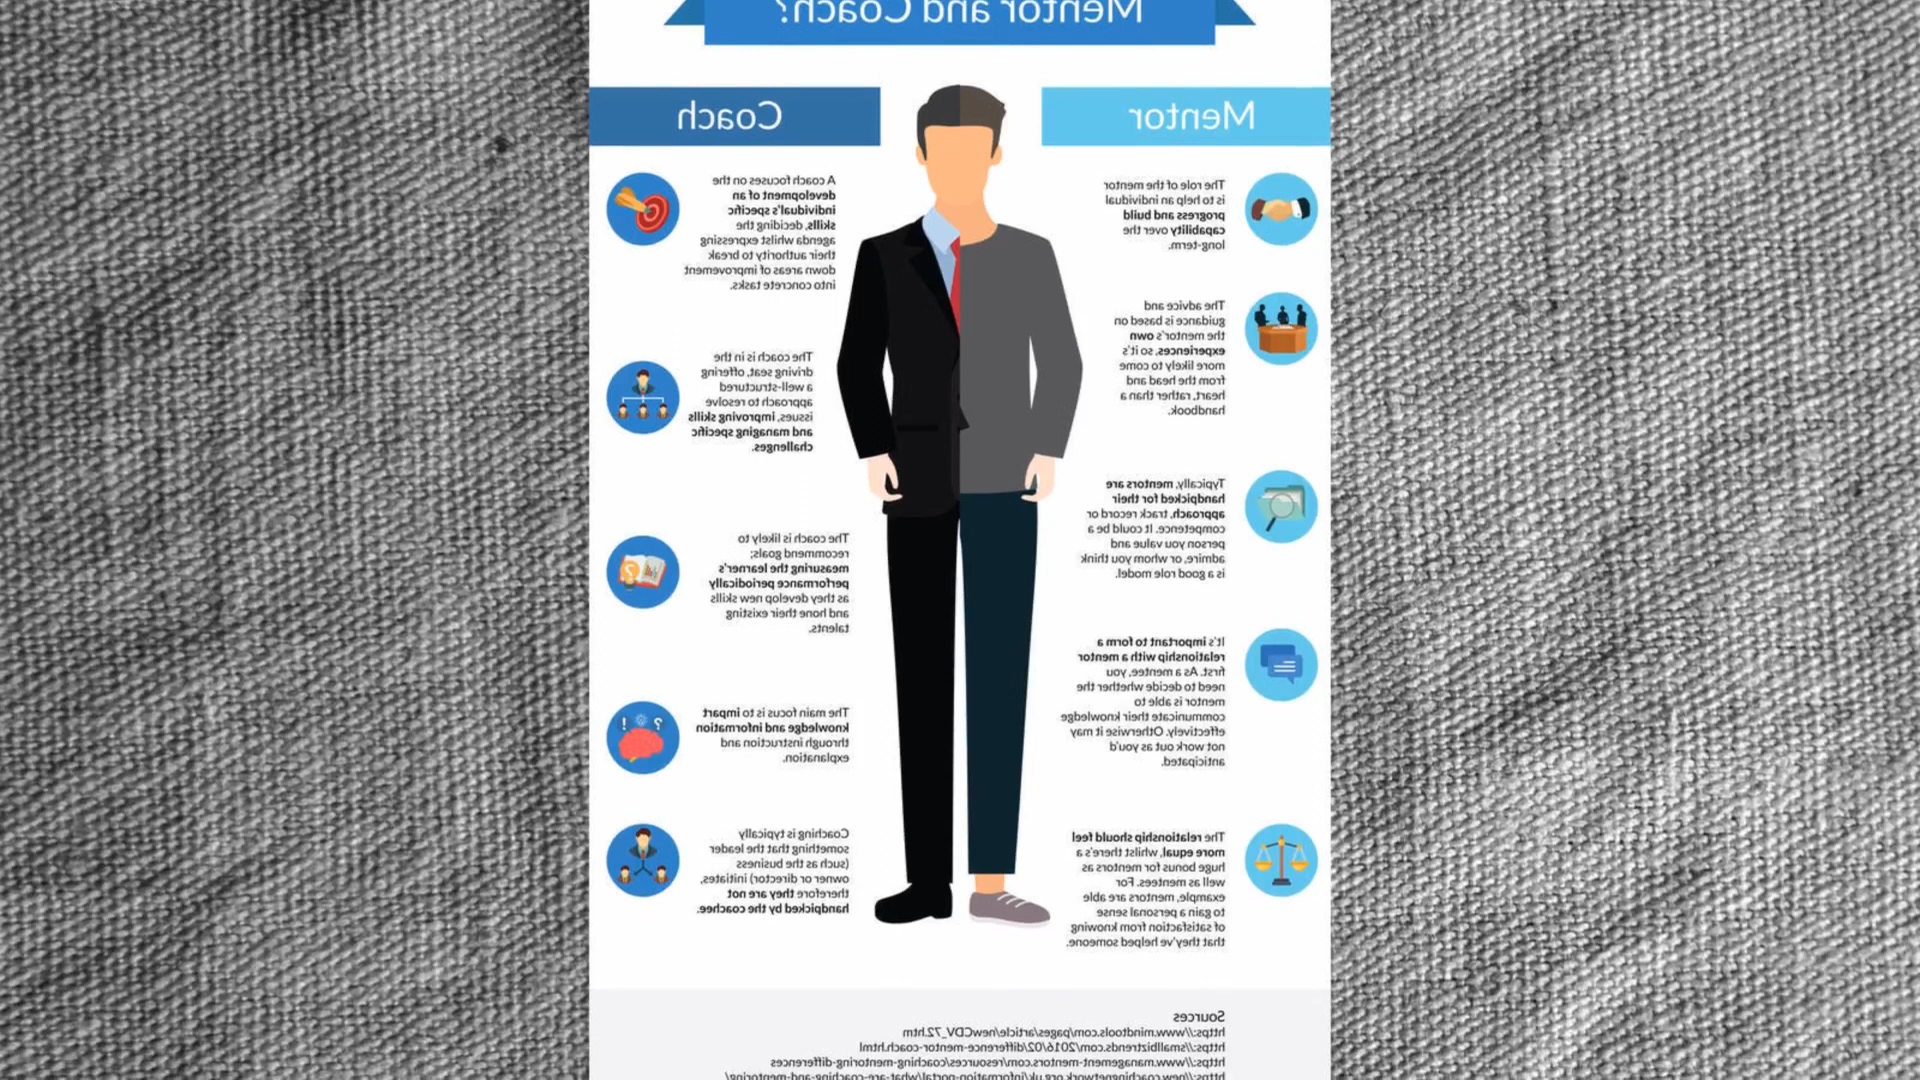 Mentor and Coach?
Mentor
The role of the mentor
is to help an individual
progress and build
capability over the
long-term.
The advice and
guidance is based on
the mentor's own
experiences, so it's
more likely to come
from the head and
heart, rather than a
handbook.
Typically, mentors are
handpicked for their
approach, track record or
competence. It could be a
person you value and
admire, or whom you think
is a good role model.
It's important to form a
relationship with a mentor
first. As a mentee, you
need to decide whether the
mentor is able to
communicate their knowledge
effectively. Otherwise it may
not work out as you'd
anticipated.
The relationship should feel
more equal, whilst there's a
huge bonus for mentors as
well as mentees. For
example, mentors are able
to gain a personal sense
of satisfaction from knowing
that they've helped someone.
Coach
A coach focuses on the
development of an
individual's specific
skills, deciding the
agenda whilst expressing
their authority to break
down areas of improvement
into concrete tasks.
The coach is in the
driving seat, offering
a well-structured
approach to resolve
issues, improving skills
and managing specific
challenges.
The coach is likely to
recommend goals;
measuring the learner's
performance periodically
as they develop new skills
and hone their existing
talents.
The main focus is to impart
knowledge and information
through instruction and
explanation.
Coaching is typically
something that the leader
(such as the business
owner or director) initiates,
therefore they are not
handpicked by the coachee.
Sources
https://www.mindtools.com/pages/article/newCDV_72.htm
https://smallbiztrends.com/2016/02/difference-mentor-coach.html
https://www.management-mentors.com/resources/coaching-mentoring-differences
https://new.coachingnetwork.org.uk/information-portal/what-are-coaching-and-mentoring/